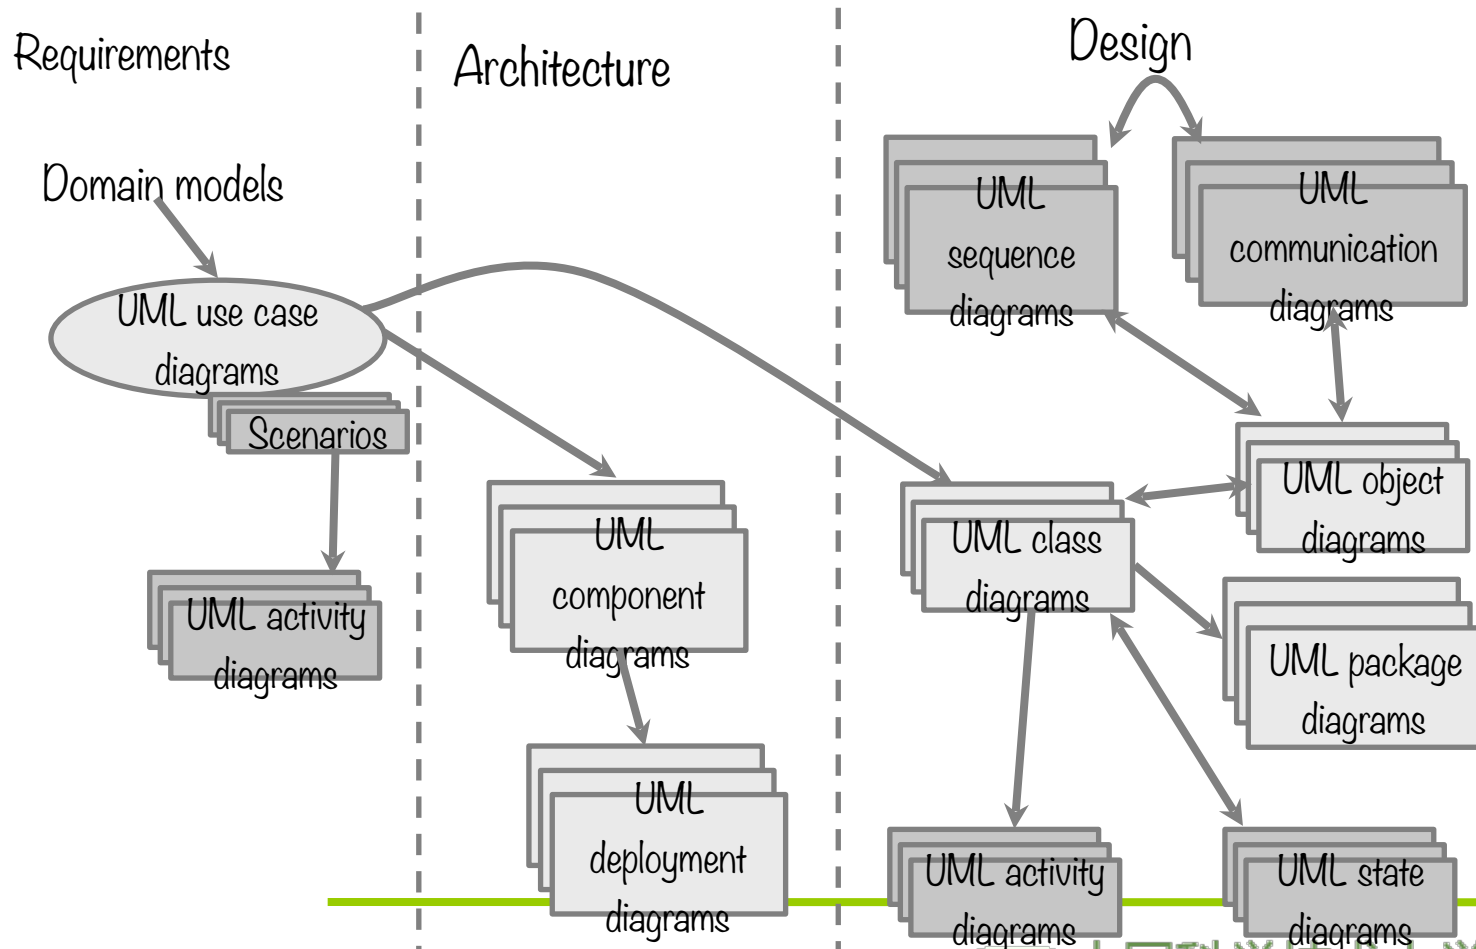 Requirements
Architecture
Design
Domain models
UML use case
diagrams
Scenarios
UML activity
diagrams
UML
component
diagrams
UML
deployment
diagrams
UML
sequence
diagrams
UML
communication
diagrams
UML object
diagrams
UML class
diagrams
UML package
diagrams
UML activity
diagrams
UML state
diagrams